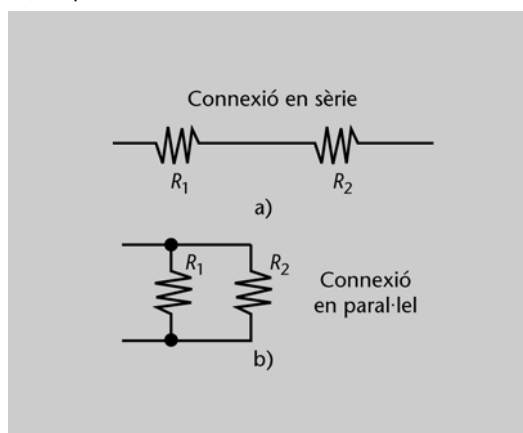 Connexió en sèrie
R1
R2
a)
R1
R2
Connexió
en paral·lel
b)